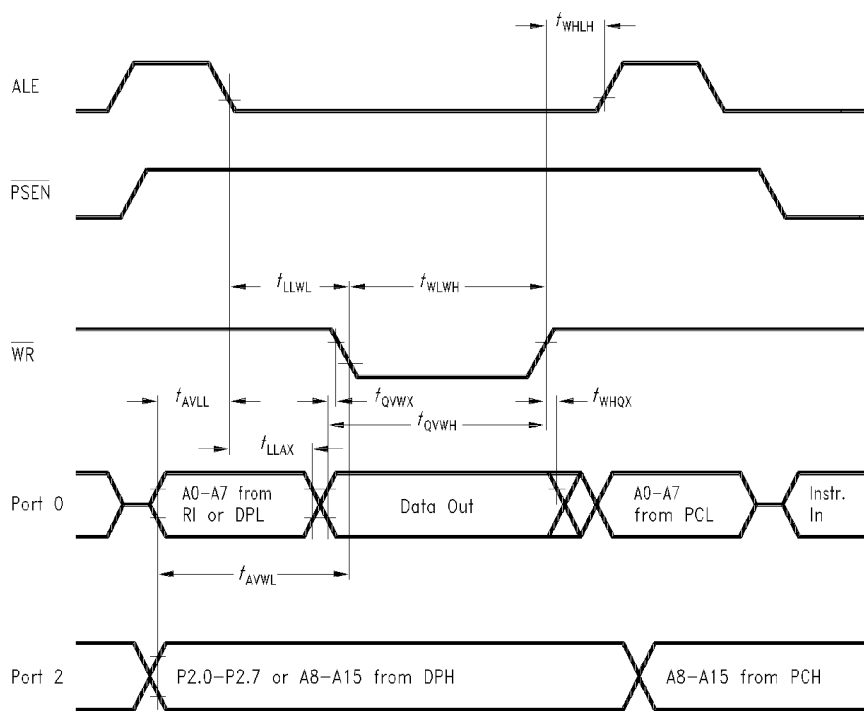 tWHLH
ALE
PSEN
tLLWL
tWLWH
WR
tAVLL
tQVWX
tWHQX
tQVWH
tLLAX
Port 0
A0-A7 from
RI or DPL
Data Out
A0-A7
from PCL
Instr.
In
tAVWL
Port 2
P2.0-P2.7 or A8-A15 from DPH
A8-A15 from PCH